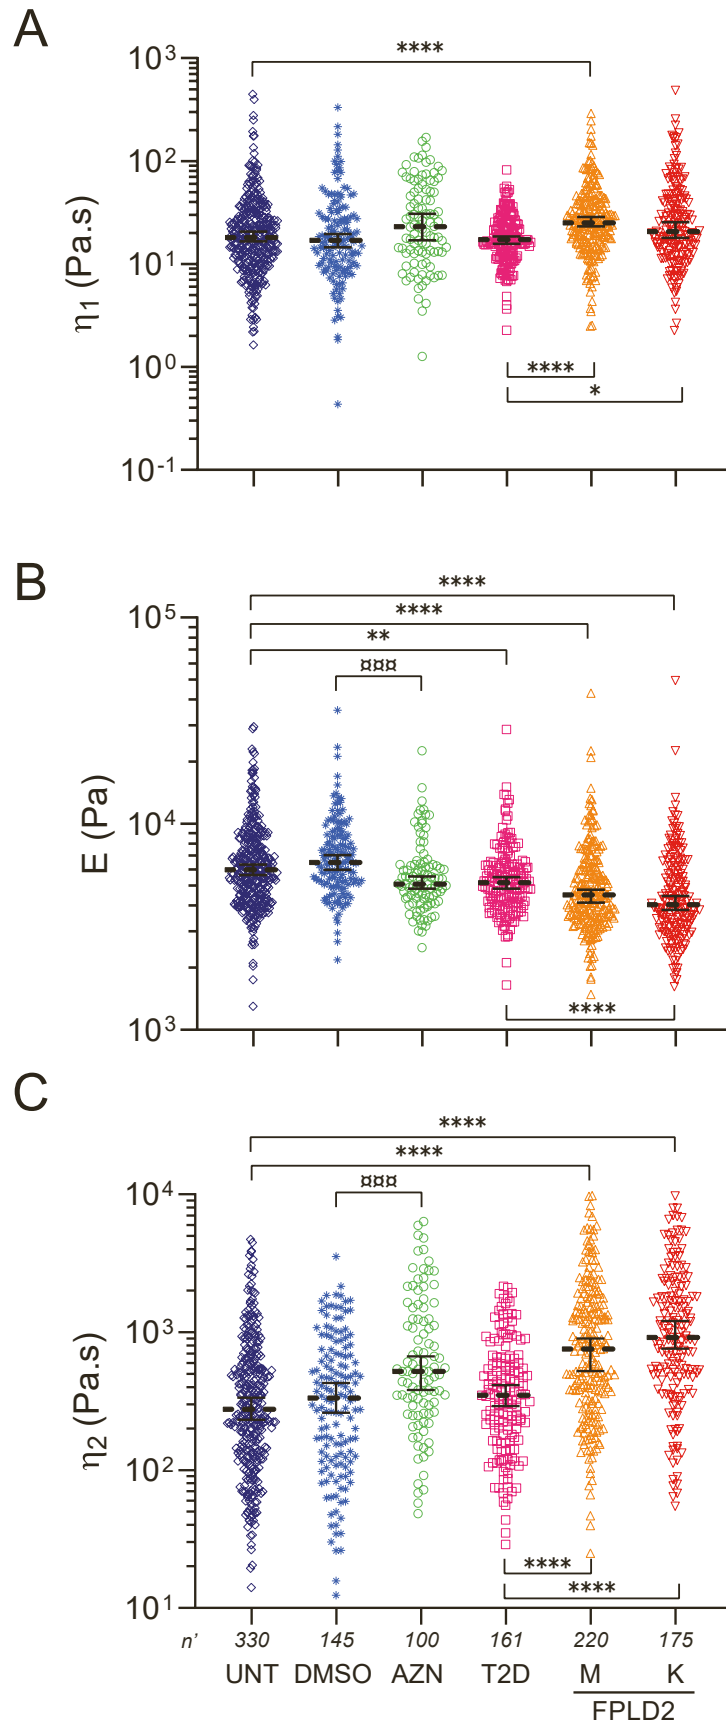 A
10³
****
10²
η₁ (Pa.s)
10¹
10⁰
****
*
10⁻¹
B
****
10⁵
****
**
¤¤¤
E (Pa)
10⁴
****
10³
C
****
****
¤¤¤
10⁴
10³
η₂ (Pa.s)
10²
****
****
10¹
n' 330 145 100 161 220 175
UNT DMSO AZN T2D M K
FPLD2